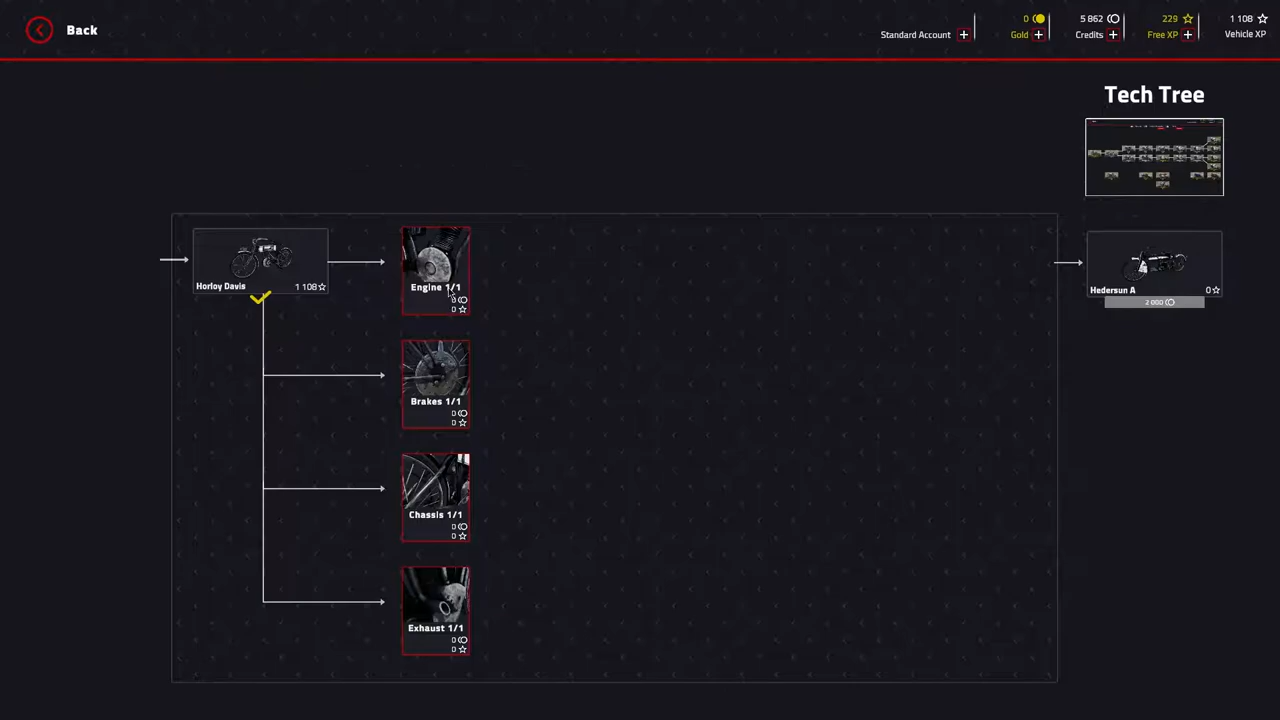 Back
Standard Account
0
Gold
5 862
Credits
229
Free XP
1 108
Vehicle XP
Tech Tree
Horloy Davis 1 108
Engine 1/1
0
0
Brakes 1/1
0
0
Chassis 1/1
0
0
Exhaust 1/1
0
0
Hedersun A 0
2 000